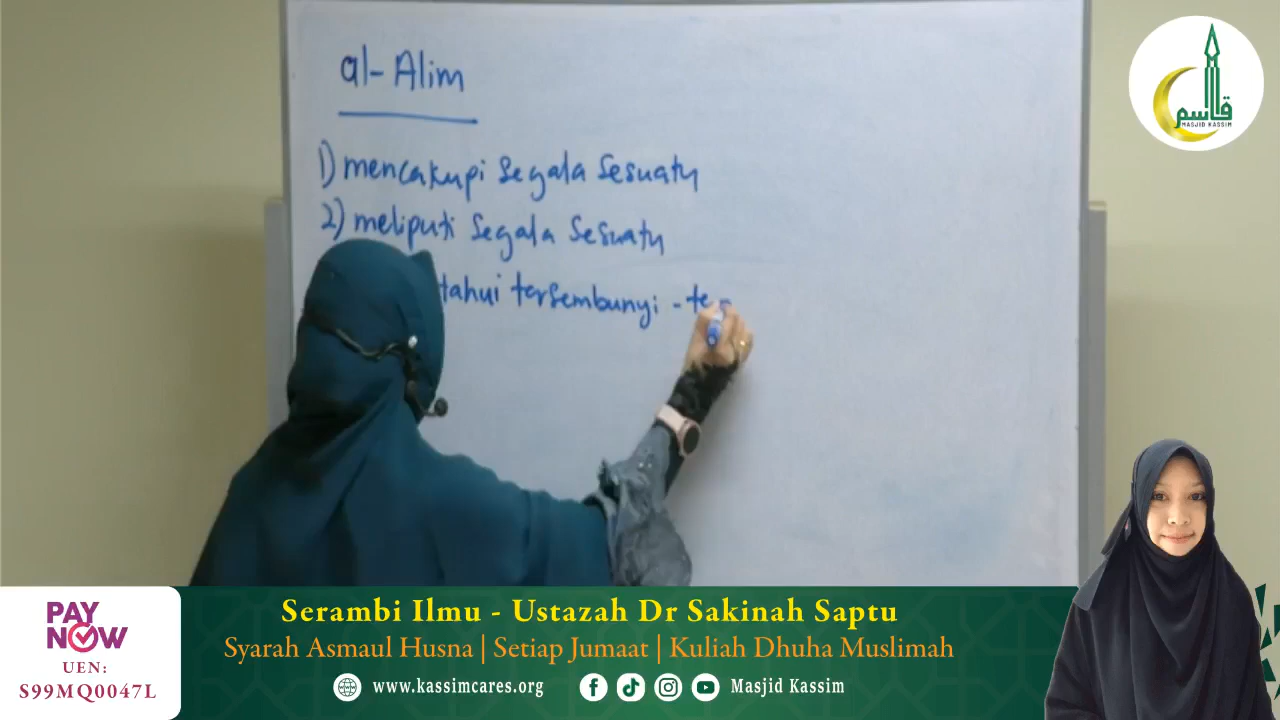 al-Alim
1) mencakupi segala sesuatu
2) meliputi segala sesuatu
tahui tersembunyi - te
قاسم
MASJID KASSIM
PAY
NOW
UEN:
S99MQ0047L
Serambi Ilmu - Ustazah Dr Sakinah Saptu
Syarah Asmaul Husna | Setiap Jumaat | Kuliah Dhuha Muslimah
www.kassimcares.org Masjid Kassim